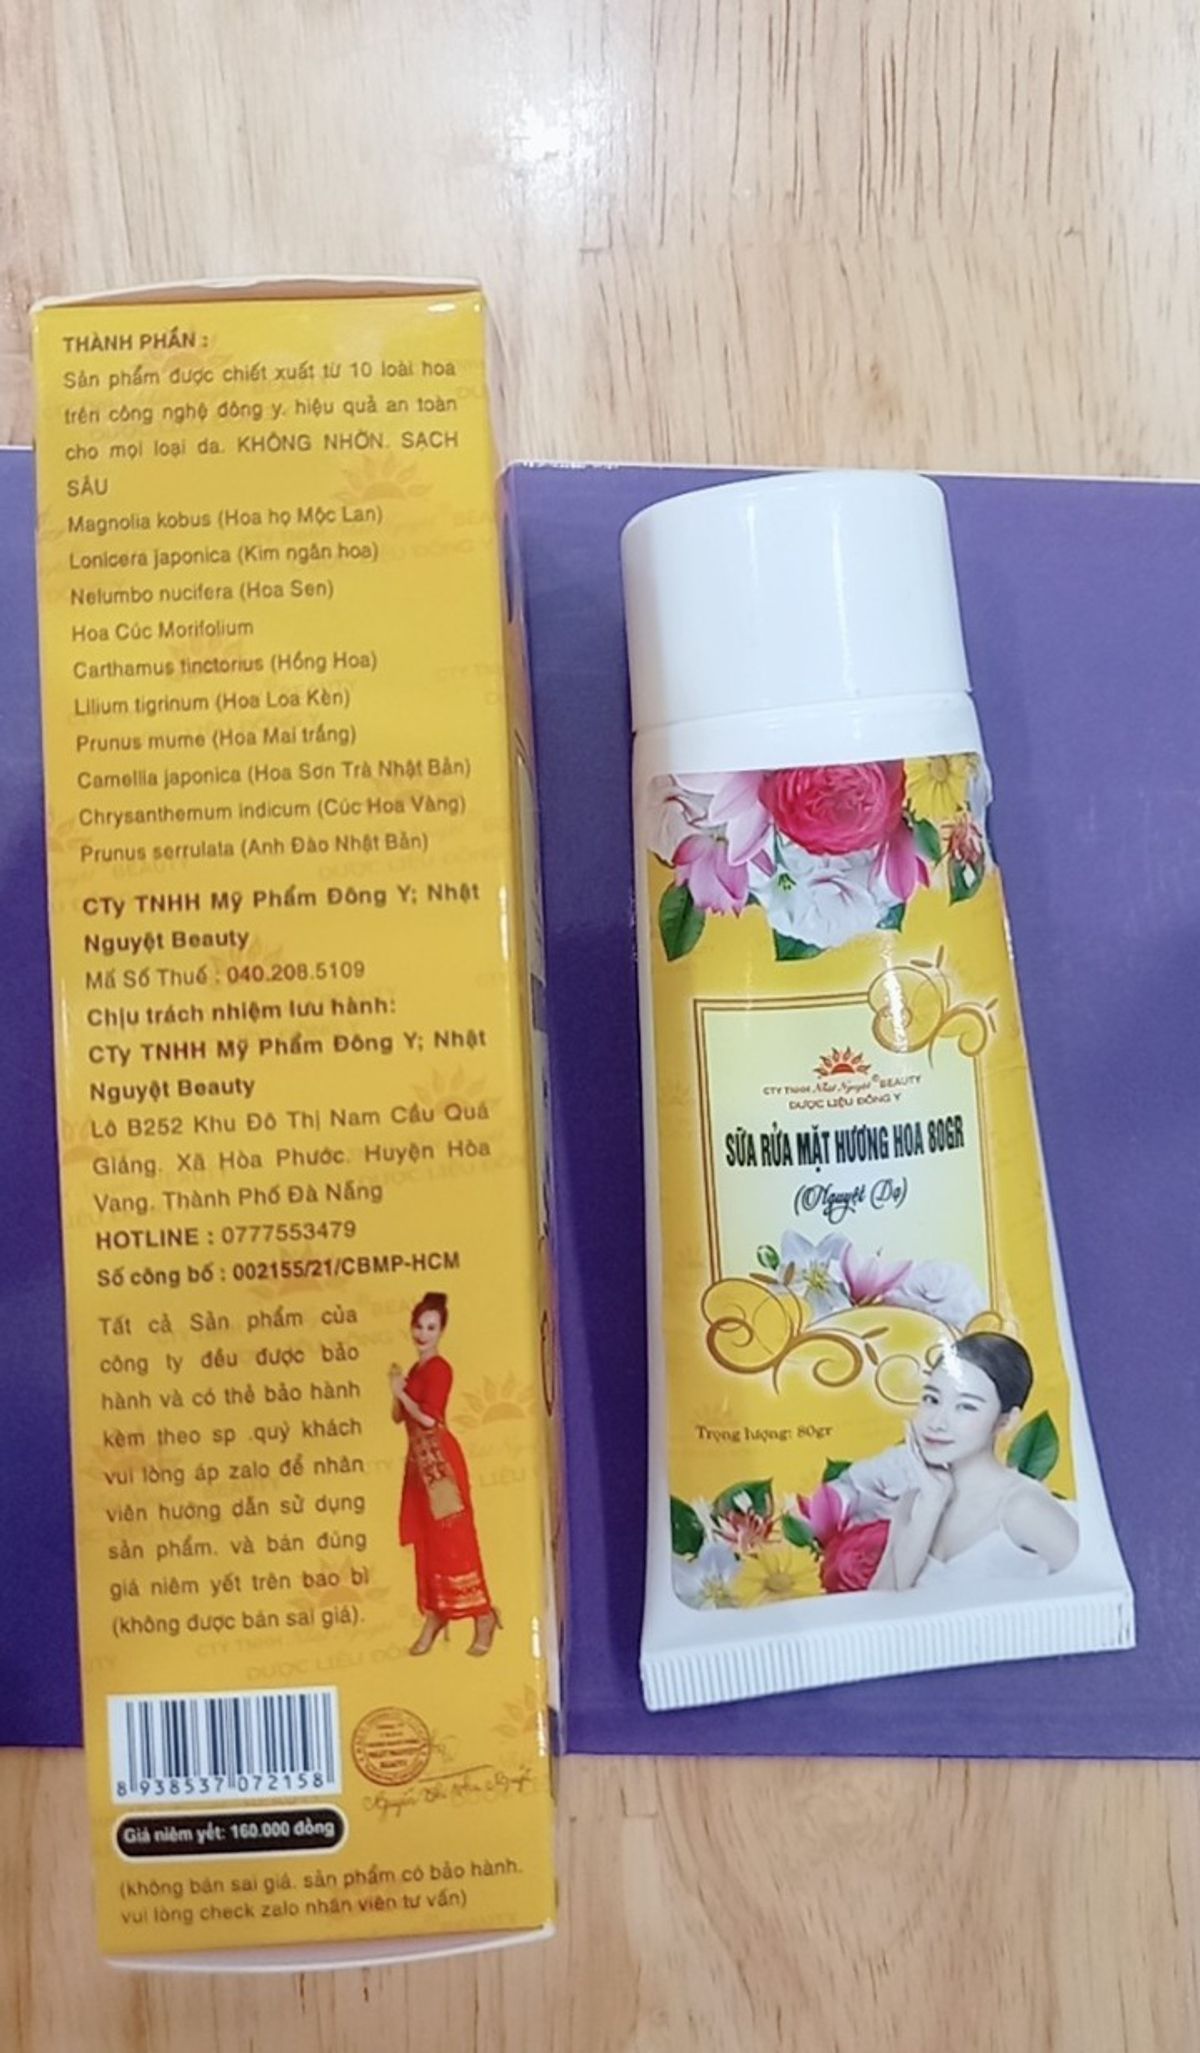 THÀNH PHẦN :
Sản phẩm được chiết xuất từ 10 loài hoa
trên công nghệ đông y. hiệu quả an toàn
cho mọi loại da. KHÔNG NHỜN. SẠCH
SÂU
Magnolia kobus (Hoa họ Mộc Lan)
Lonicera japonica (Kim ngân hoa)
Nelumbo nucifera (Hoa Sen)
Hoa Cúc Morifolium
Carthamus tinctorius (Hồng Hoa)
Lilium tigrinum (Hoa Loa Kèn)
Prunus mume (Hoa Mai trắng)
Camellia japonica (Hoa Sơn Trà Nhật Bản)
Chrysanthemum indicum (Cúc Hoa Vàng)
Prunus serrulata (Anh Đào Nhật Bản)
CTy TNHH Mỹ Phẩm Đông Y; Nhật
Nguyệt Beauty
Mã Số Thuế : 040.208.5109
Chịu trách nhiệm lưu hành:
CTy TNHH Mỹ Phẩm Đông Y; Nhật
Nguyệt Beauty
Lô B252 Khu Đô Thị Nam Cầu Quá
Giáng. Xã Hòa Phước. Huyện Hòa
Vang. Thành Phố Đà Nẵng
HOTLINE : 0777553479
Số công bố : 002155/21/CBMP-HCM
Tất cả Sản phẩm của
công ty đều được bảo
hành và có thẻ bảo hành
kèm theo sp .quý khách
vui lòng áp zalo để nhân
viên hướng dẫn sử dụng
sản phẩm. và bán đúng
giá niêm yết trên bao bì
(không được bán sai giá).
8 938537 072158
Giá niêm yết: 160.000 đồng
(không bán sai giá. sản phẩm có bảo hành.
vui lòng check zalo nhân viên tư vấn)
CTY TNHH Nhật Nguyệt ©BEAUTY
DƯỢC LIỆU ĐÔNG Y
SỮA RỬA MẶT HƯƠNG HOA 80GR
(Nguyệt Dạ)
Trọng lượng: 80gr